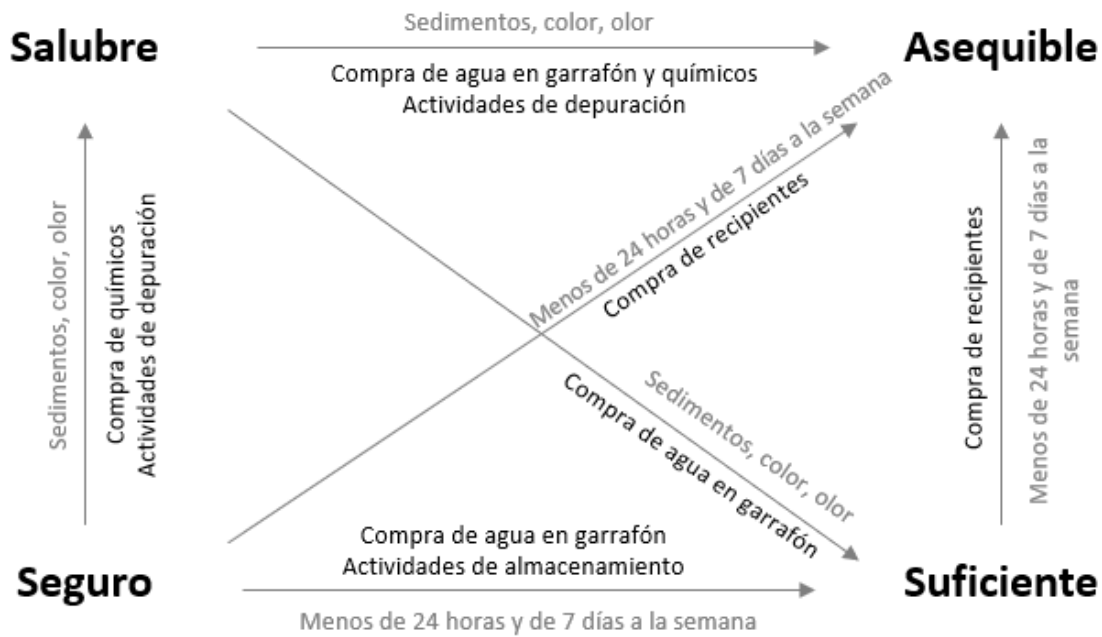 Sedimentos, color, olor
Salubre
Asequible
Compra de agua en garrafón y químicos
Actividades de depuración
Menos de 24 horas y de 7 días a la semana
Compra de recipientes
Sedimentos, color, olor
Compra de químicos
Actividades de depuración
Compra de recipientes
Menos de 24 horas y de 7 días a la
semana
Sedimentos, color, olor
Compra de agua en garrafón
Compra de agua en garrafón
Actividades de almacenamiento
Seguro
Suficiente
Menos de 24 horas y de 7 días a la semana